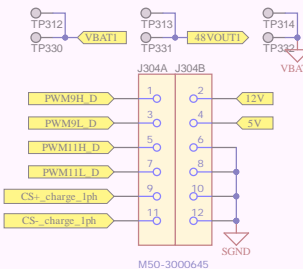 TP312 TP313 TP314
TP330 VBAT1 TP331 48VOUT1 TP332
VBA
J304A J304B
PWM9H_D 1 2 12V
PWM9L_D 3 4 5V
PWM11H_D 5 6
PWM11L_D 7 8
CS+_charge_1ph 9 10
CS-_charge_1ph 11 12
SGND
M50-3000645